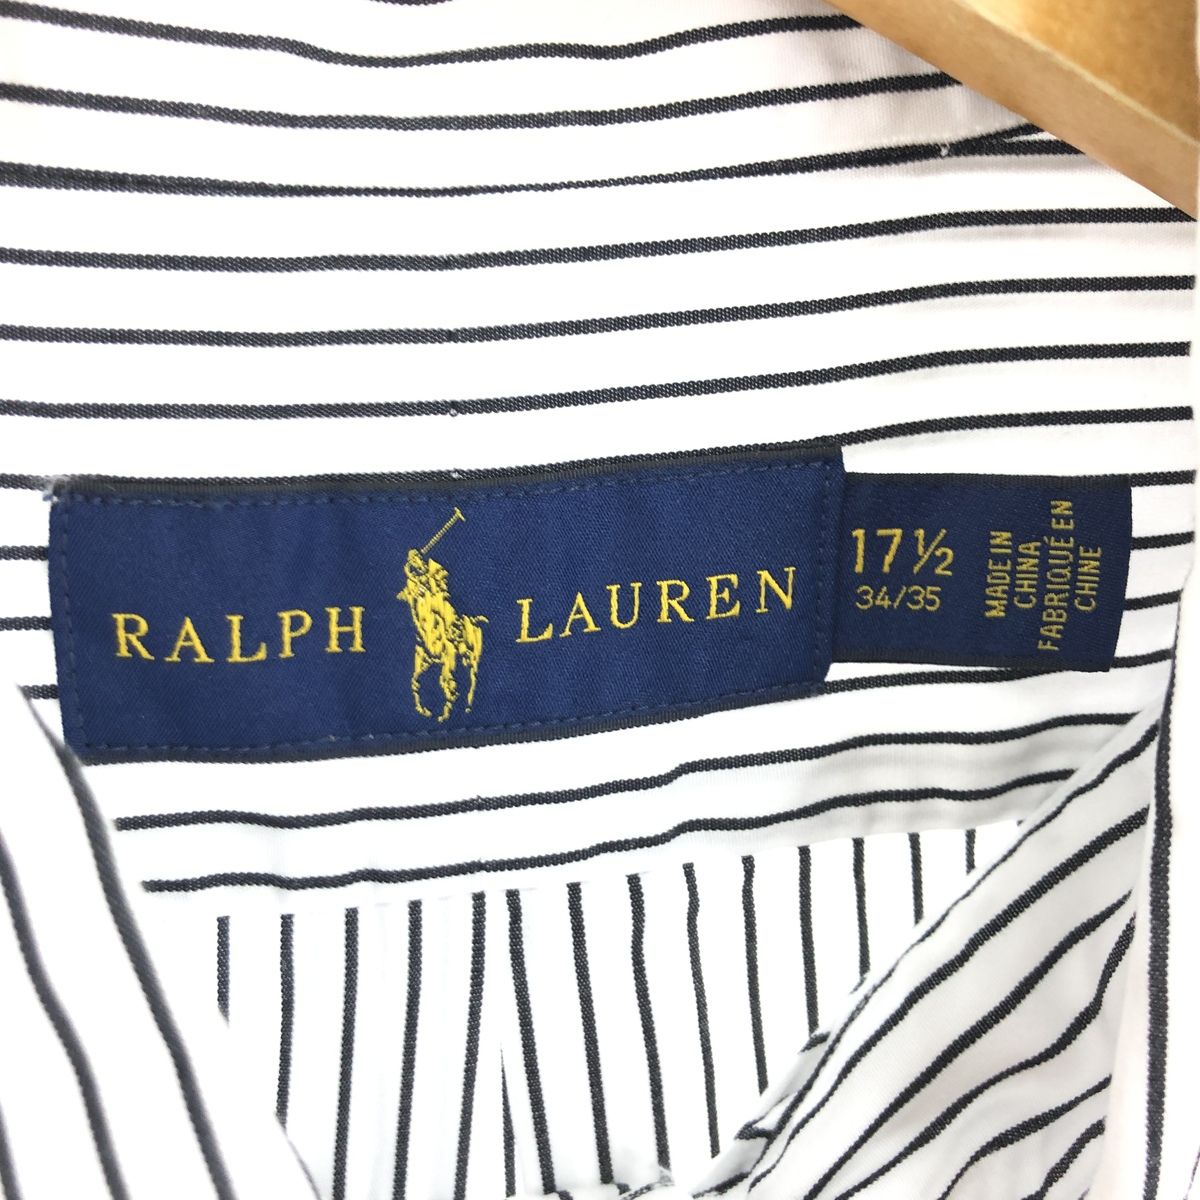 RALPH LAUREN
17½
34/35
MADE IN
CHINA
FABRIQUÉ EN
CHINE